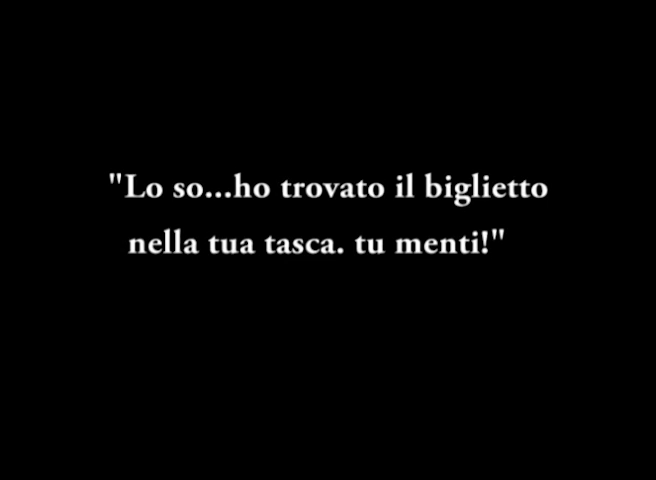 "Lo so...ho trovato il biglietto
nella tua tasca. tu menti!"